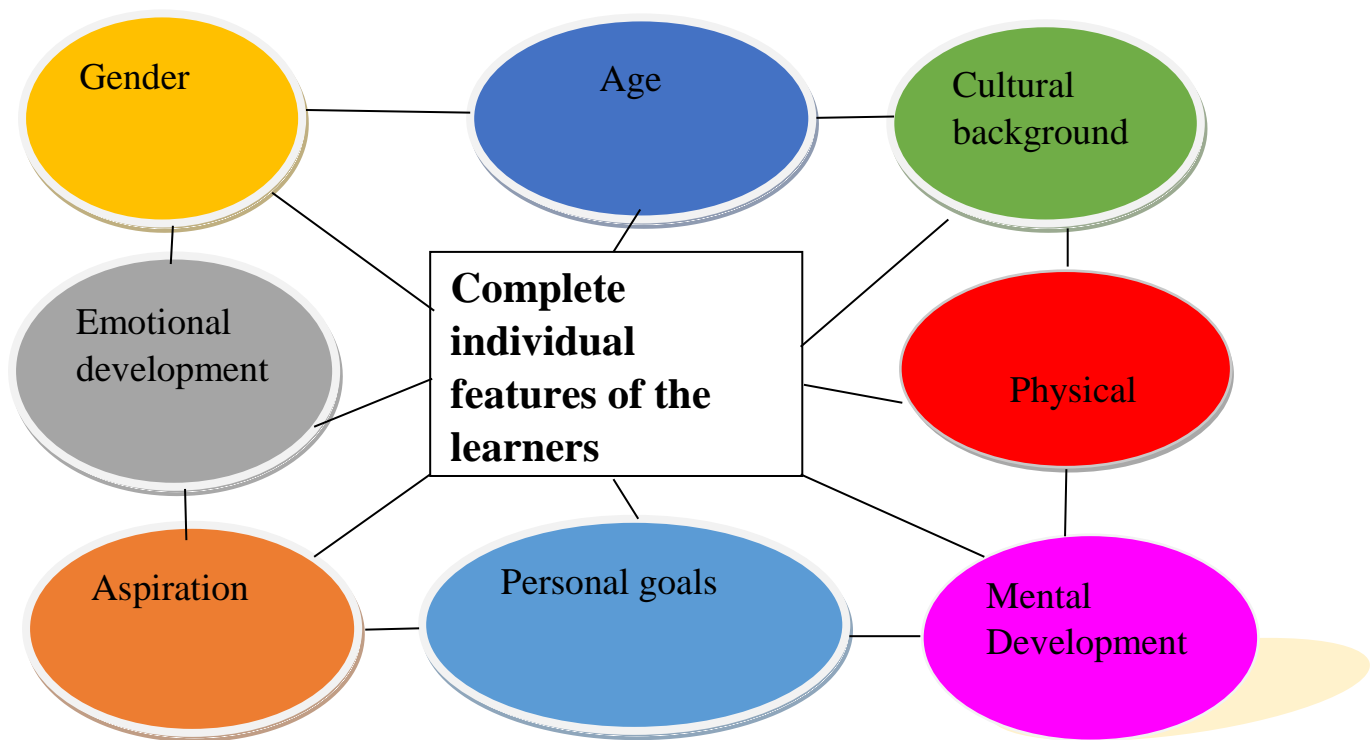 Gender
Age
Cultural
background
Complete
individual
features of the
learners
Emotional
development
Physical
Aspiration
Personal goals
Mental
Development